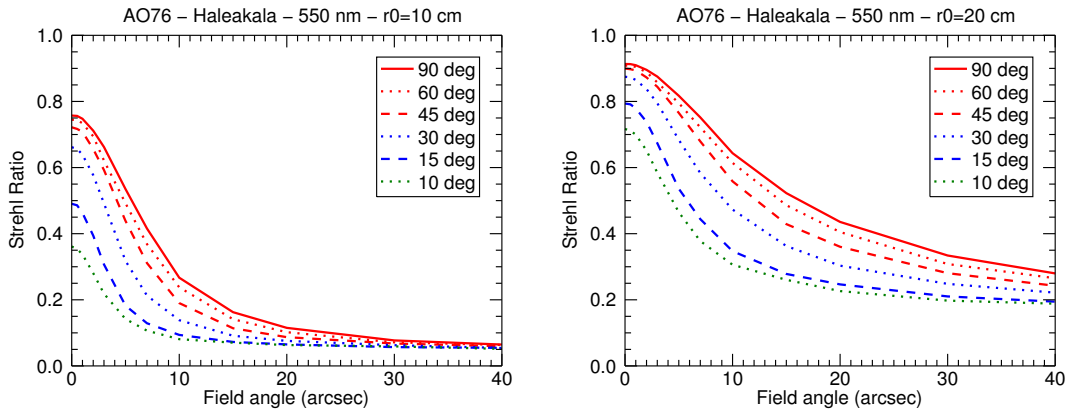 AO76 − Haleakala − 550 nm − r0=10 cm
1.0
0.8
0.6
0.4
0.2
0.0
Strehl Ratio
90 deg
60 deg
45 deg
30 deg
15 deg
10 deg
0 10 20 30 40
Field angle (arcsec)
AO76 − Haleakala − 550 nm − r0=20 cm
1.0
0.8
0.6
0.4
0.2
0.0
Strehl Ratio
90 deg
60 deg
45 deg
30 deg
15 deg
10 deg
0 10 20 30 40
Field angle (arcsec)